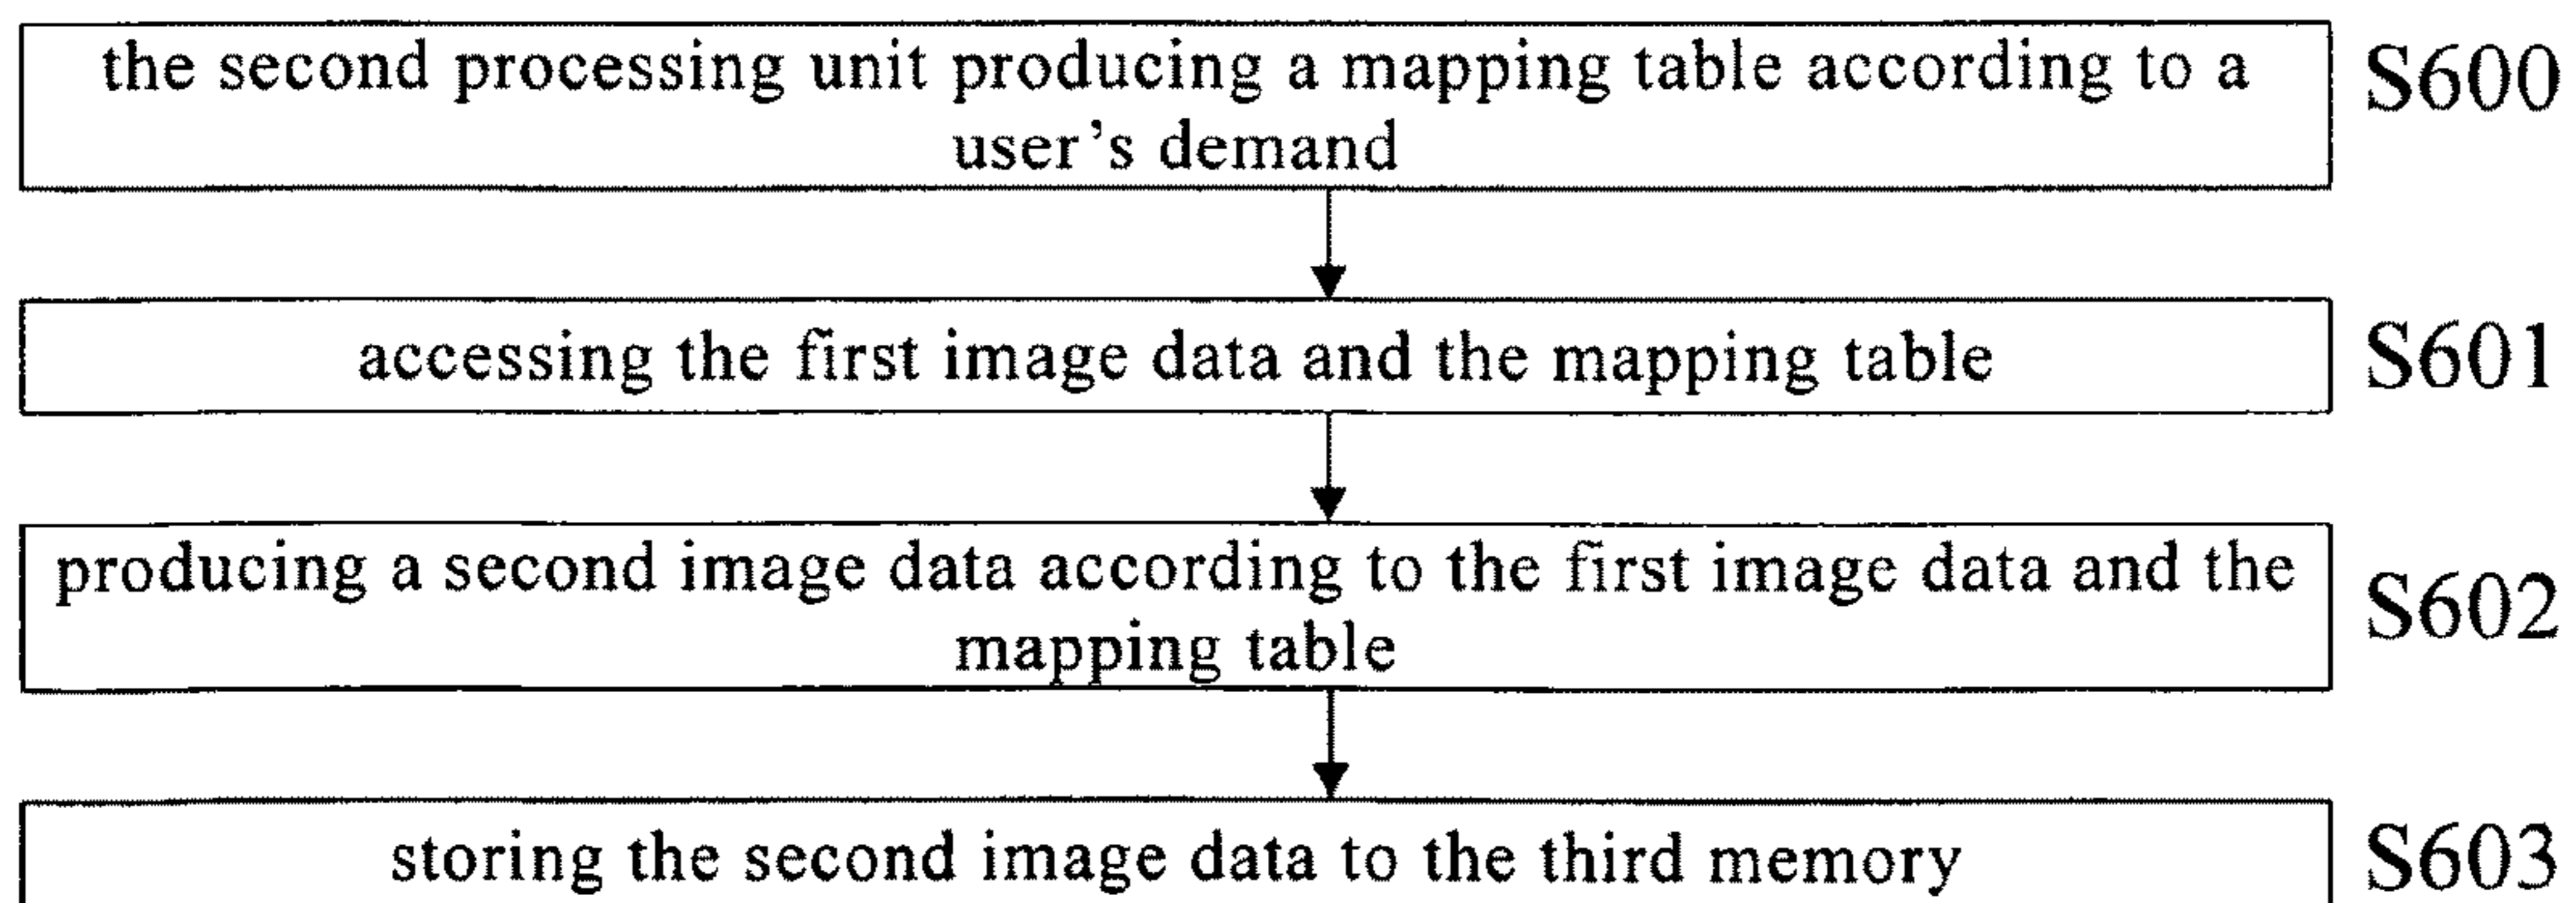 the second processing unit producing a mapping table according to a
user's demand
S600
accessing the first image data and the mapping table
S601
producing a second image data according to the first image data and the
mapping table
S602
storing the second image data to the third memory
S603